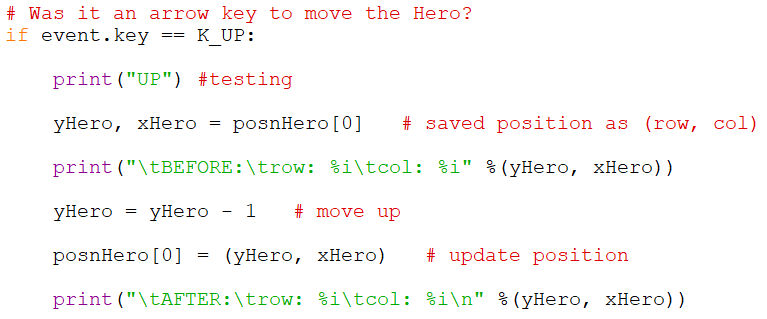 # Was it an arrow key to move the Hero?
if event.key == K_UP:
print("UP") #testing
yHero, xHero = posnHero[0]   # saved position as (row, col)
print("\tBEFORE:\trow: %i\tcol: %i" %(yHero, xHero))
yHero = yHero - 1   # move up
posnHero[0] = (yHero, xHero)   # update position
print("\tAFTER:\trow: %i\tcol: %i\n" %(yHero, xHero))